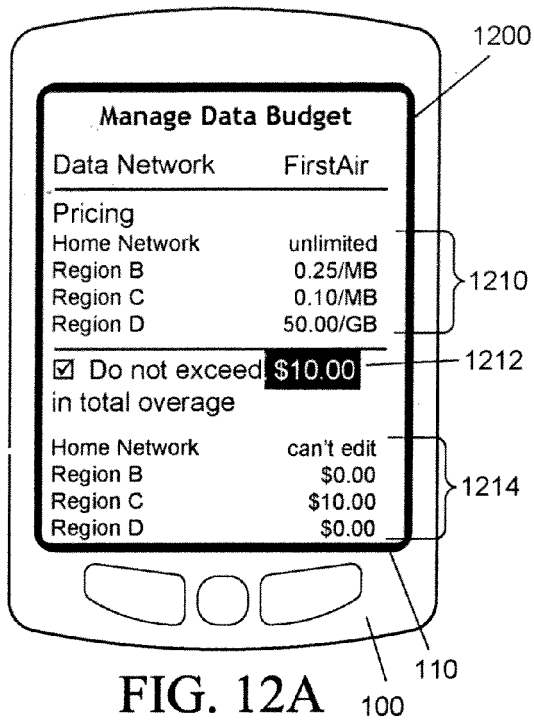 1200
Manage Data Budget
Data Network FirstAir
Pricing
Home Network unlimited
Region B 0.25/MB
Region C 0.10/MB
Region D 50.00/GB
1210
☑ Do not exceed $10.00
1212
in total overage
Home Network can't edit
Region B $0.00
Region C $10.00
Region D $0.00
1214
110
FIG. 12A 100